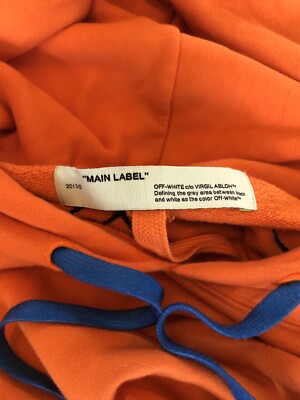 "MAIN LABEL"
OFF-WHITE c/o VIRGIL ABLOH™
Defining the grey area between black
and white as the color Off-White™